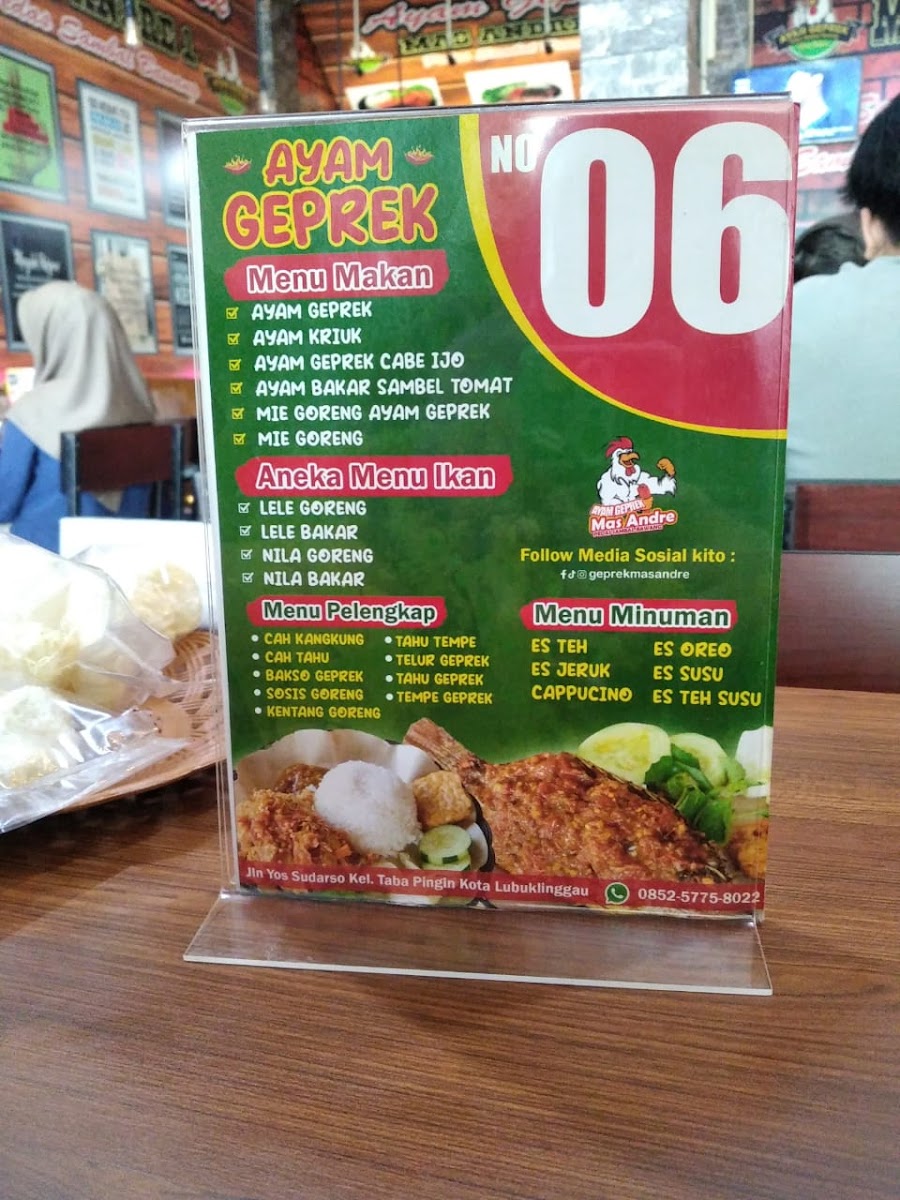 AYAM
GEPREK
NO 06
Menu Makan
AYAM GEPREK
AYAM KRIUK
AYAM GEPREK CABE IJO
AYAM BAKAR SAMBEL TOMAT
MIE GORENG AYAM GEPREK
MIE GORENG
Aneka Menu Ikan
LELE GORENG
LELE BAKAR
NILA GORENG
NILA BAKAR
AYAM GEPREK
Mas Andre
Follow Media Sosial kito :
geprekmasandre
Menu Pelengkap
• CAH KANGKUNG
• CAH TAHU
• BAKSO GEPREK
• SOSIS GORENG
• KENTANG GORENG
• TAHU TEMPE
• TELUR GEPREK
• TAHU GEPREK
• TEMPE GEPREK
Menu Minuman
ES TEH
ES JERUK
CAPPUCINO
ES OREO
ES SUSU
ES TEH SUSU
Jln Yos Sudarso Kel. Taba Pingin Kota Lubuklinggau
0852-5775-8022